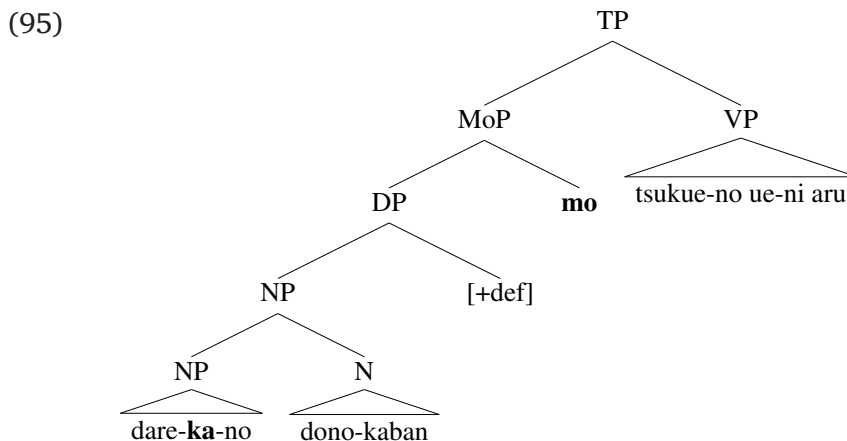 (95) TP
MoP VP
DP mo tsukue-no ue-ni aru
NP [+def]
NP N
dare-ka-no dono-kaban